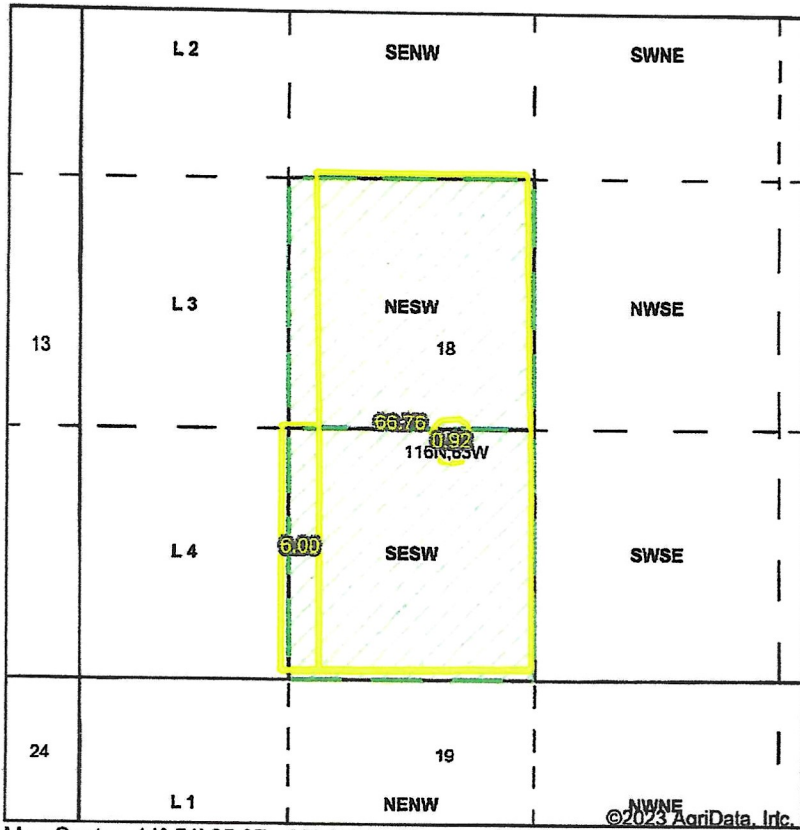 L 2 SENW SWNE
L 3 NESW NWSE
13 18
66.76
0.92
116N,63W
6.00
L 4 SESW SWSE
24 19
L 1 NENW NWNE
©2023 AgriData, Inc.